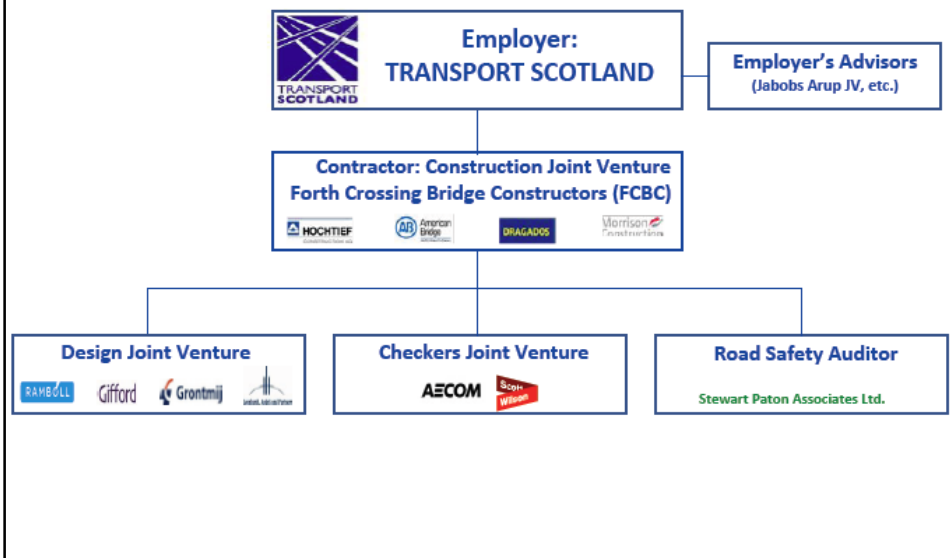 TRANSPORT
SCOTLAND
Employer:
TRANSPORT SCOTLAND
Employer's Advisors
(Jabobs Arup JV, etc.)
Contractor: Construction Joint Venture
Forth Crossing Bridge Constructors (FCBC)
HOCHTIEF
AB American
Bridge
DRAGADOS
Morrison
Construction
Design Joint Venture
RAMBOLL
Gifford
Grontmij
Checkers Joint Venture
AECOM
Scott
Wilson
Road Safety Auditor
Stewart Paton Associates Ltd.